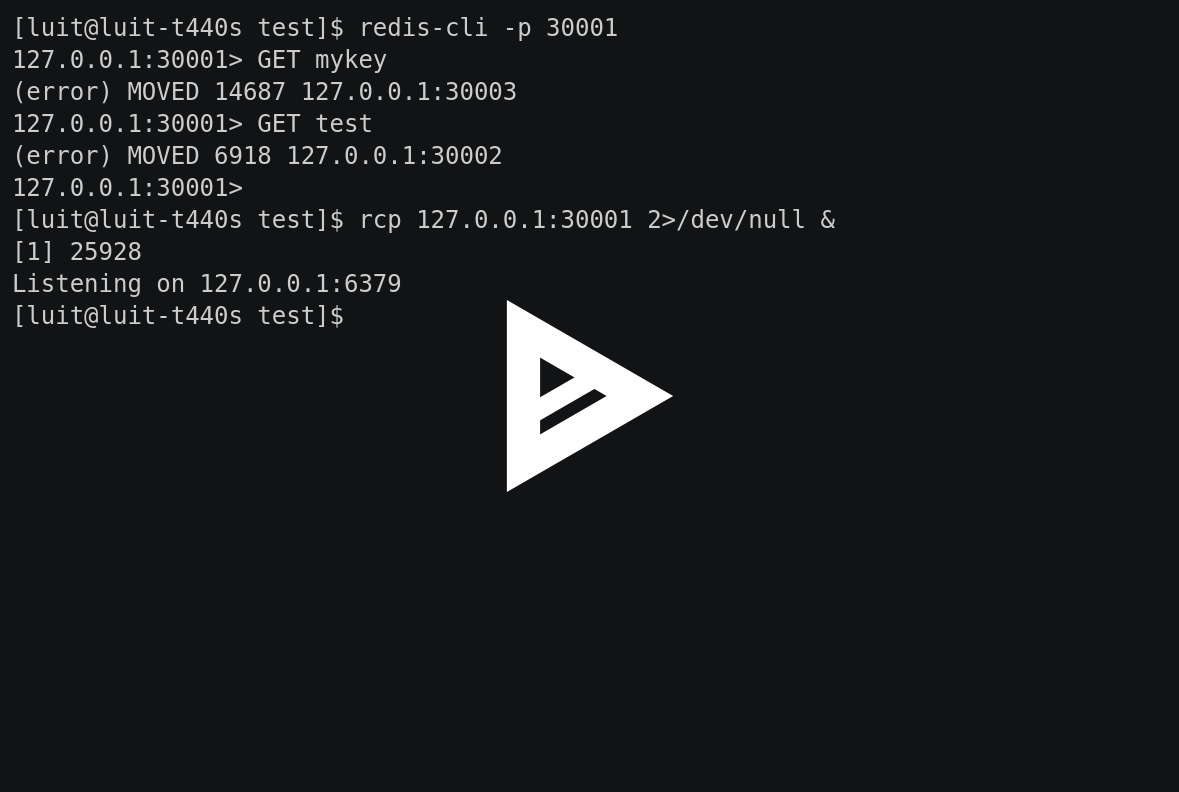 [luit@luit-t440s test]$ redis-cli -p 30001
127.0.0.1:30001> GET mykey
(error) MOVED 14687 127.0.0.1:30003
127.0.0.1:30001> GET test
(error) MOVED 6918 127.0.0.1:30002
127.0.0.1:30001>
[luit@luit-t440s test]$ rcp 127.0.0.1:30001 2>/dev/null &
[1] 25928
Listening on 127.0.0.1:6379
[luit@luit-t440s test]$